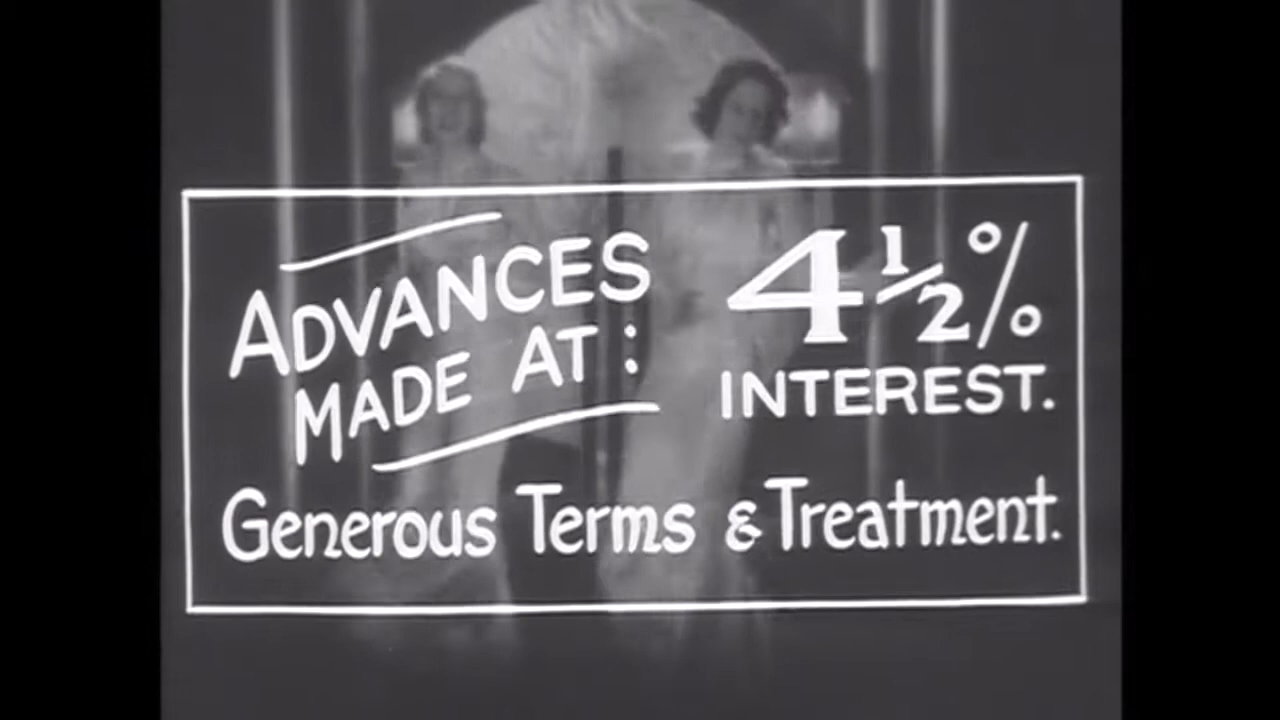 ADVANCES
MADE AT:
4½%
INTEREST.
Generous Terms & Treatment.